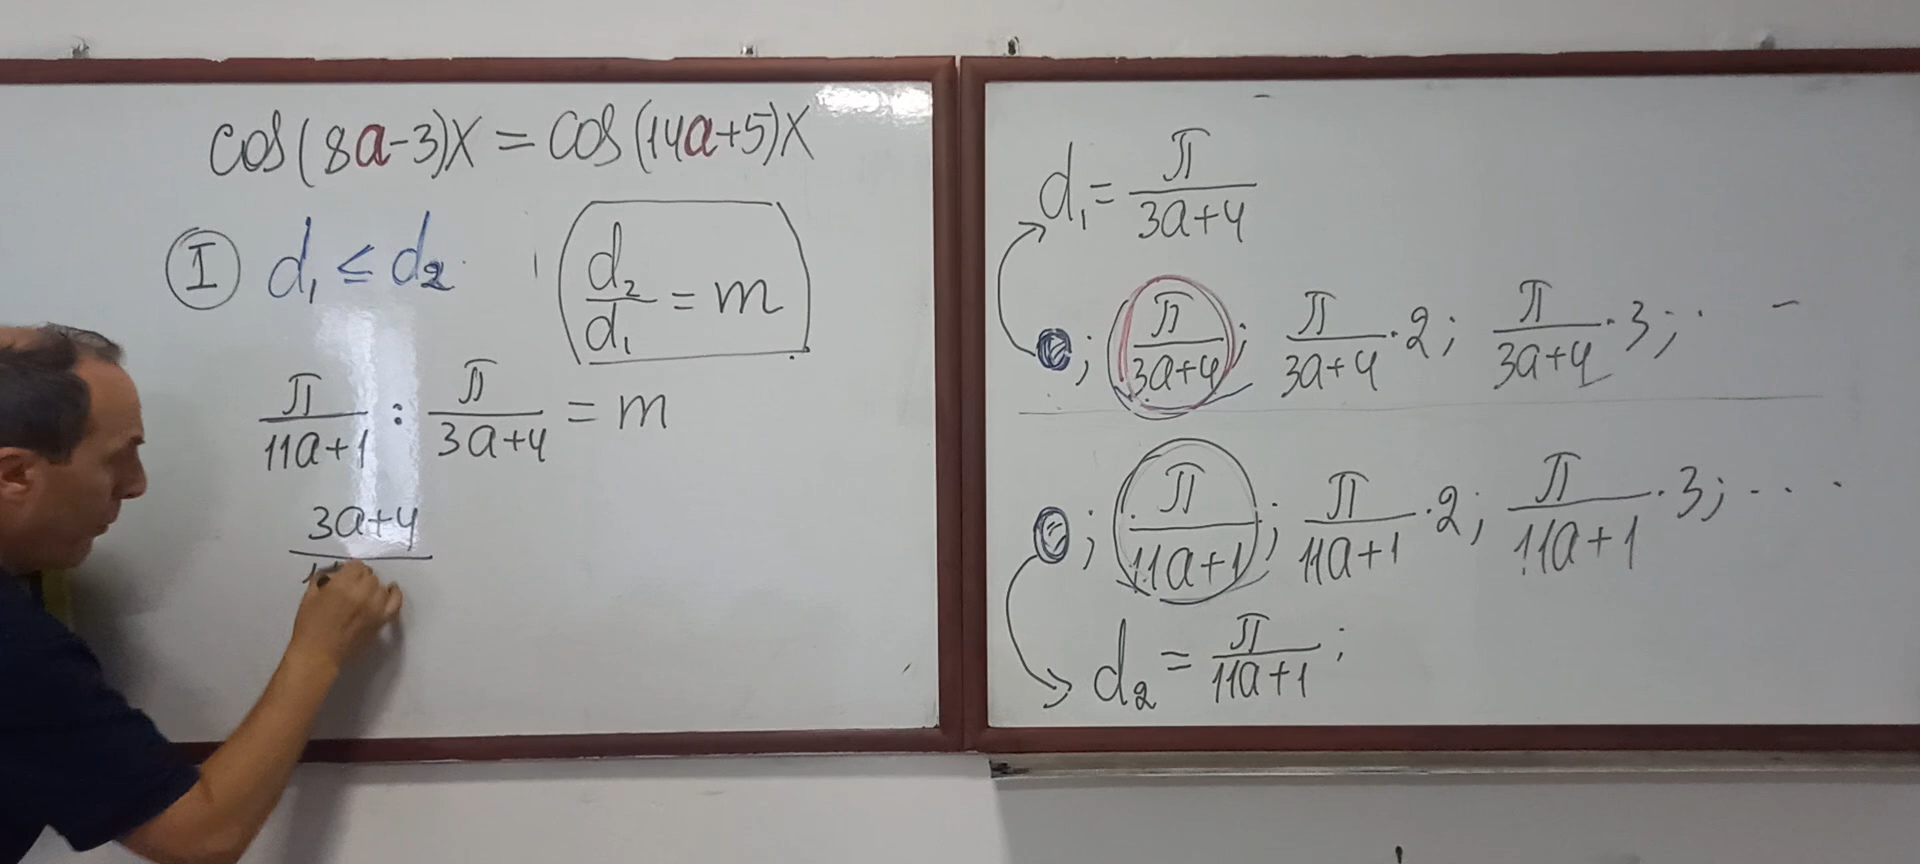 cos(8a-3)x = cos(14a+5)x
I d₁ ≤ d₂ d₂/d₁ = m
π/(11a+1) : π/(3a+4) = m
(3a+4)/
d₁ = π/(3a+4)
; π/(3a+4) ; π/(3a+4) · 2; π/(3a+4) · 3; . -
; π/(11a+1) ; π/(11a+1) · 2; π/(11a+1) · 3; . . .
d₂ = π/(11a+1) ;